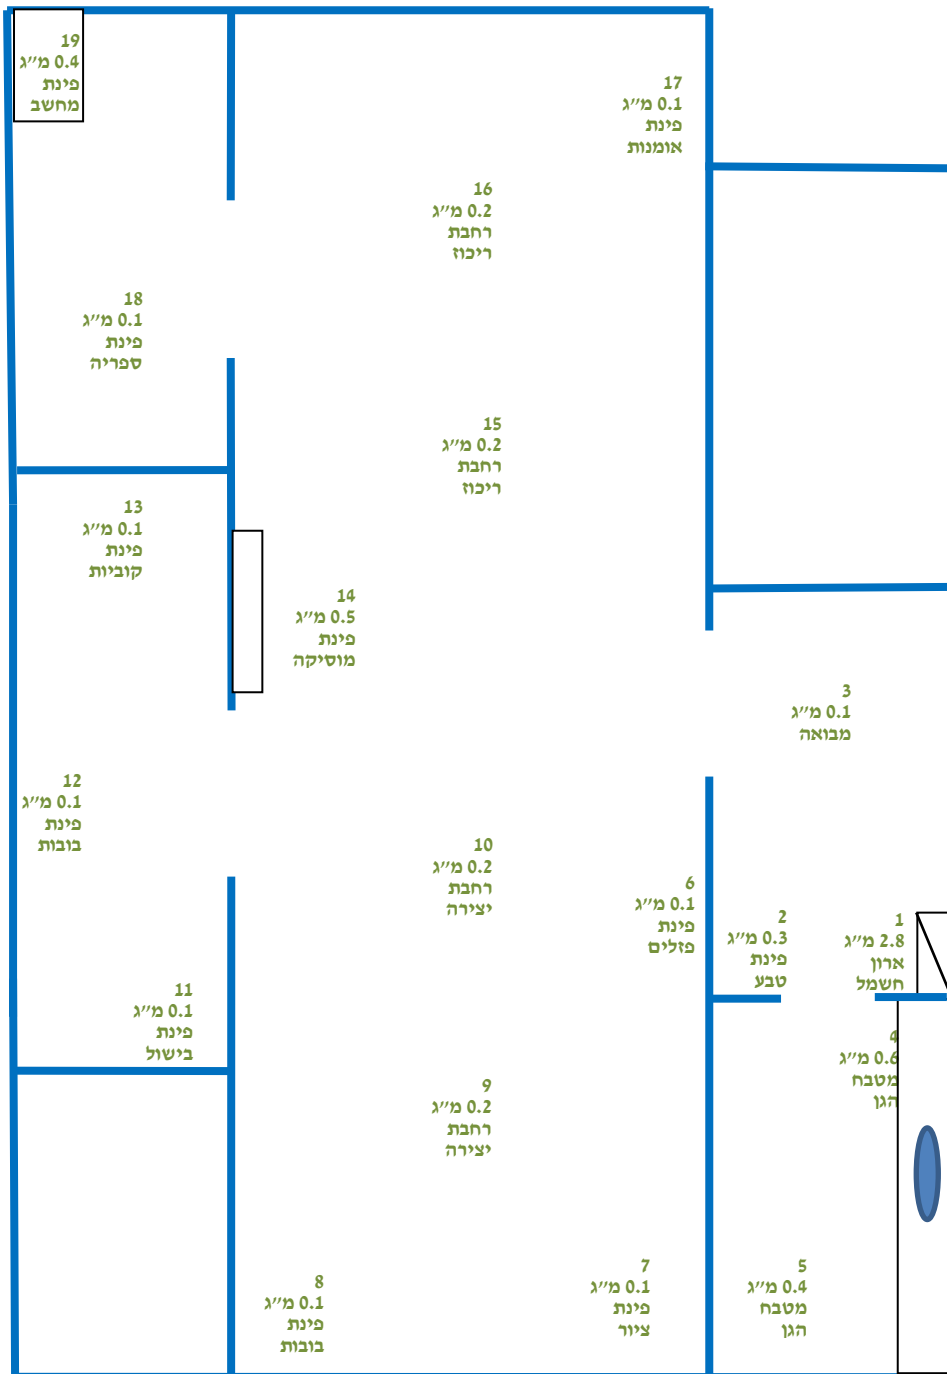 19
0.4 מ״ג
פינת
מחשב
17
0.1 מ״ג
פינת
אומנות
16
0.2 מ״ג
רחבת
ריכוז
18
0.1 מ״ג
פינת
ספריה
15
0.2 מ״ג
רחבת
ריכוז
13
0.1 מ״ג
פינת
קוביות
14
0.5 מ״ג
פינת
מוסיקה
3
0.1 מ״ג
מבואה
12
0.1 מ״ג
פינת
בובות
10
0.2 מ״ג
רחבת
יצירה
6
0.1 מ״ג
פינת
פזלים
2
0.3 מ״ג
פינת
טבע
1
2.8 מ״ג
ארון
חשמל
11
0.1 מ״ג
פינת
בישול
4
0.6 מ״ג
מטבח
הגן
9
0.2 מ״ג
רחבת
יצירה
7
0.1 מ״ג
פינת
ציור
5
0.4 מ״ג
מטבח
הגן
8
0.1 מ״ג
פינת
בובות